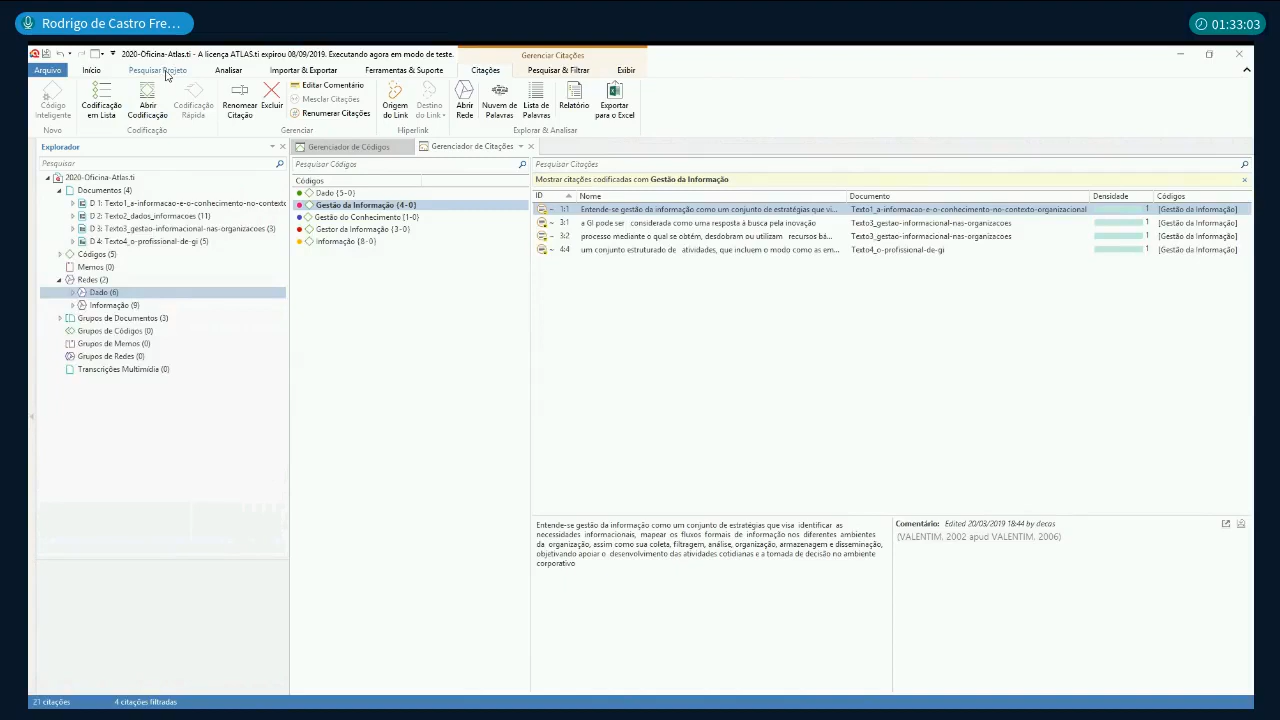 Rodrigo de Castro Fre...
01:33:03
2020-Oficina-Atlas.ti - A licença ATLAS.ti expirou 08/09/2019. Executando agora em modo de teste.
Gerenciar Citações
Arquivo Início Pesquisar Projeto Analisar Importar & Exportar Ferramentas & Suporte Citações Pesquisar & Filtrar Exibir
Código Inteligente
Codificação em Lista
Abrir Codificação
Codificação Rápida
Renomear Citação
Excluir
Editar Comentário
Mesclar Citações
Renumerar Citações
Origem do Link
Destino do Link
Abrir Rede
Nuvem de Palavras
Lista de Palavras
Relatório
Exportar para o Excel
Novo Codificação Gerenciar Hiperlink Explorar & Analisar
Explorador
Pesquisar
2020-Oficina-Atlas.ti
Documentos (4)
D 1: Texto1_a-informacao-e-o-conhecimento-no-contexto
D 2: Texto2_dados_informacoes (11)
D 3: Texto3_gestao-informacional-nas-organizacoes (3)
D 4: Texto4_o-profissional-de-gi (5)
Códigos (5)
Memos (0)
Redes (2)
Dado (6)
Informação (9)
Grupos de Documentos (3)
Grupos de Códigos (0)
Grupos de Memos (0)
Grupos de Redes (0)
Transcrições Multimídia (0)
Gerenciador de Códigos
Gerenciador de Citações
Pesquisar Códigos
Códigos
Dado {5-0}
Gestão da Informação {4-0}
Gestão do Conhecimento {1-0}
Gestor da Informação {3-0}
Informação {8-0}
Pesquisar Citações
Mostrar citações codificadas com Gestão da Informação
ID Nome Documento Densidade Códigos
1:1 Entende-se gestão da informação como um conjunto de estratégias que vi... Texto1_a-informacao-e-o-conhecimento-no-contexto-organizacional 1 [Gestão da Informação]
3:1 a GI pode ser considerada como uma resposta à busca pela inovação Texto3_gestao-informacional-nas-organizacoes 1 [Gestão da Informação]
3:2 processo mediante o qual se obtém, desdobram ou utilizam recursos bá... Texto3_gestao-informacional-nas-organizacoes 1 [Gestão da Informação]
4:4 um conjunto estruturado de atividades, que incluem o modo como as em... Texto4_o-profissional-de-gi 1 [Gestão da Informação]
Entende-se gestão da informação como um conjunto de estratégias que visa identificar as
necessidades informacionais, mapear os fluxos formais de informação nos diferentes ambientes
da organização, assim como sua coleta, filtragem, análise, organização, armazenagem e disseminação,
objetivando apoiar o desenvolvimento das atividades cotidianas e a tomada de decisão no ambiente
corporativo
Comentário: Edited 20/03/2019 18:44 by decas
(VALENTIM, 2002 apud VALENTIM, 2006)
21 citações 4 citações filtradas